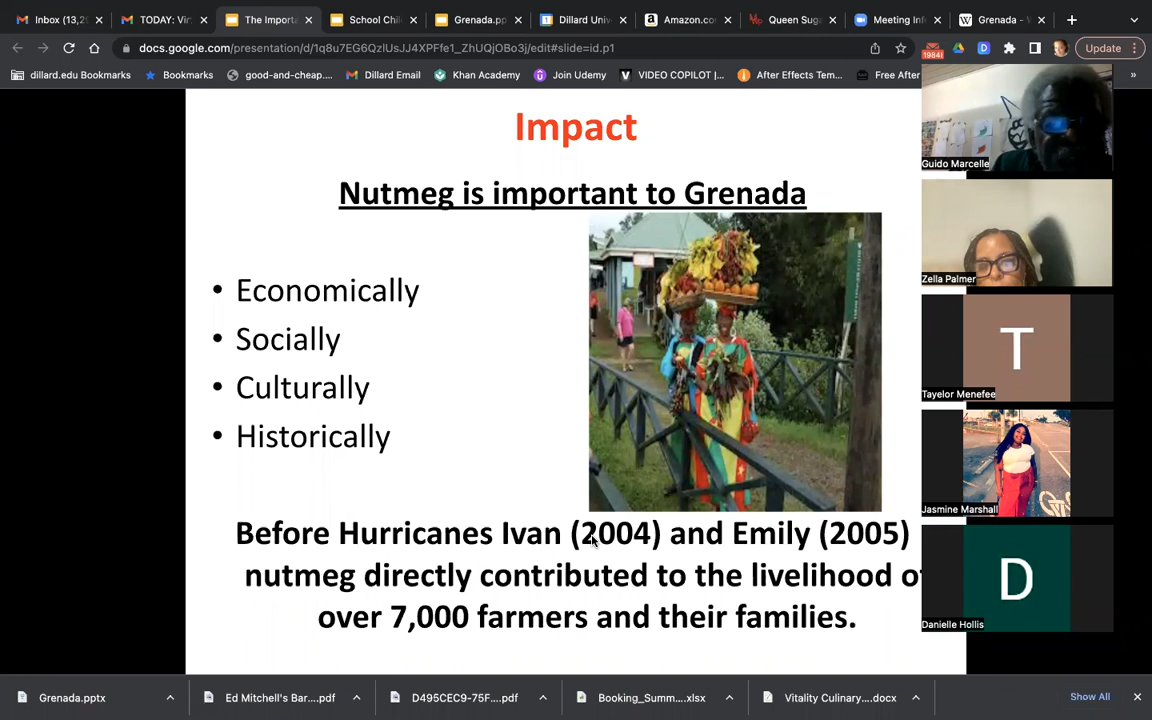 Inbox (13,2
TODAY: Vir
The Importa
School Chil
Grenada.pp
Dillard Univ
Amazon.co
Queen Suga
Meeting Inf
Grenada - W
docs.google.com/presentation/d/1q8u7EG6QzlUsJJ4XPFfe1_ZhUQjOBo3j/edit#slide=id.p1
1984!
Update
dillard.edu Bookmarks
Bookmarks
good-and-cheap....
Dillard Email
Khan Academy
Join Udemy
VIDEO COPILOT |...
After Effects Tem...
Free After
»
Impact
Nutmeg is important to Grenada
• Economically
• Socially
• Culturally
• Historically
Before Hurricanes Ivan (2004) and Emily (2005)
nutmeg directly contributed to the livelihood of
over 7,000 farmers and their families.
Guido Marcelle
Zella Palmer
T
Tayelor Menefee
Jasmine Marshall
D
Danielle Hollis
Grenada.pptx
Ed Mitchell's Bar....pdf
D495CEC9-75F....pdf
Booking_Summ....xlsx
Vitality Culinary....docx
Show All